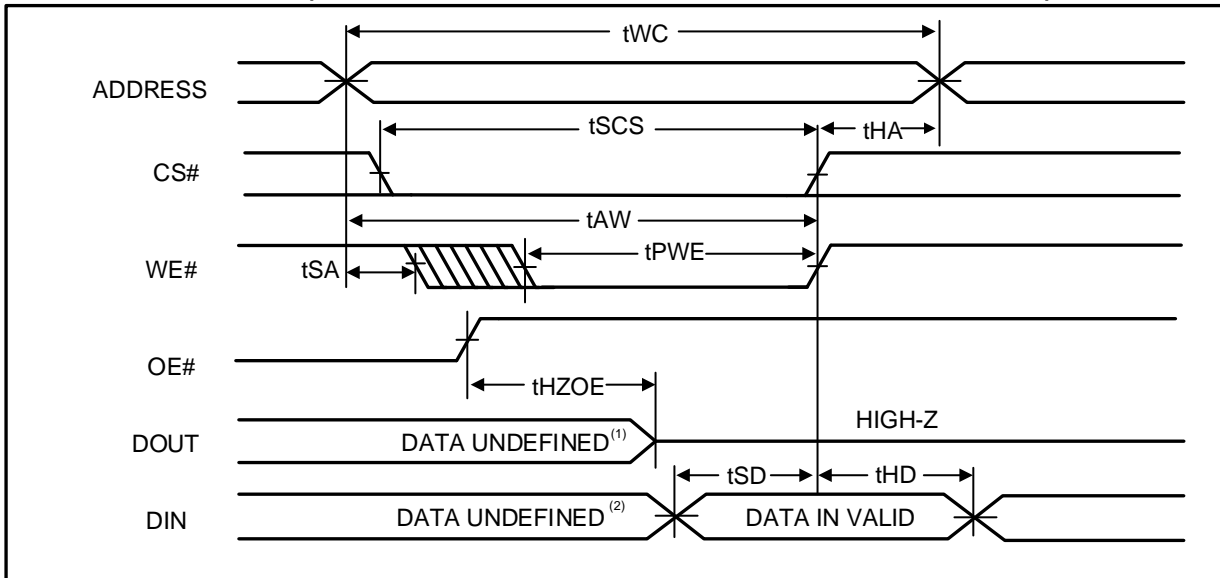 tWC
ADDRESS
tSCS
tHA
CS#
tAW
WE#
tSA
tPWE
OE#
tHZOE
DOUT
DATA UNDEFINED(1)
HIGH-Z
tSD
tHD
DIN
DATA UNDEFINED (2)
DATA IN VALID